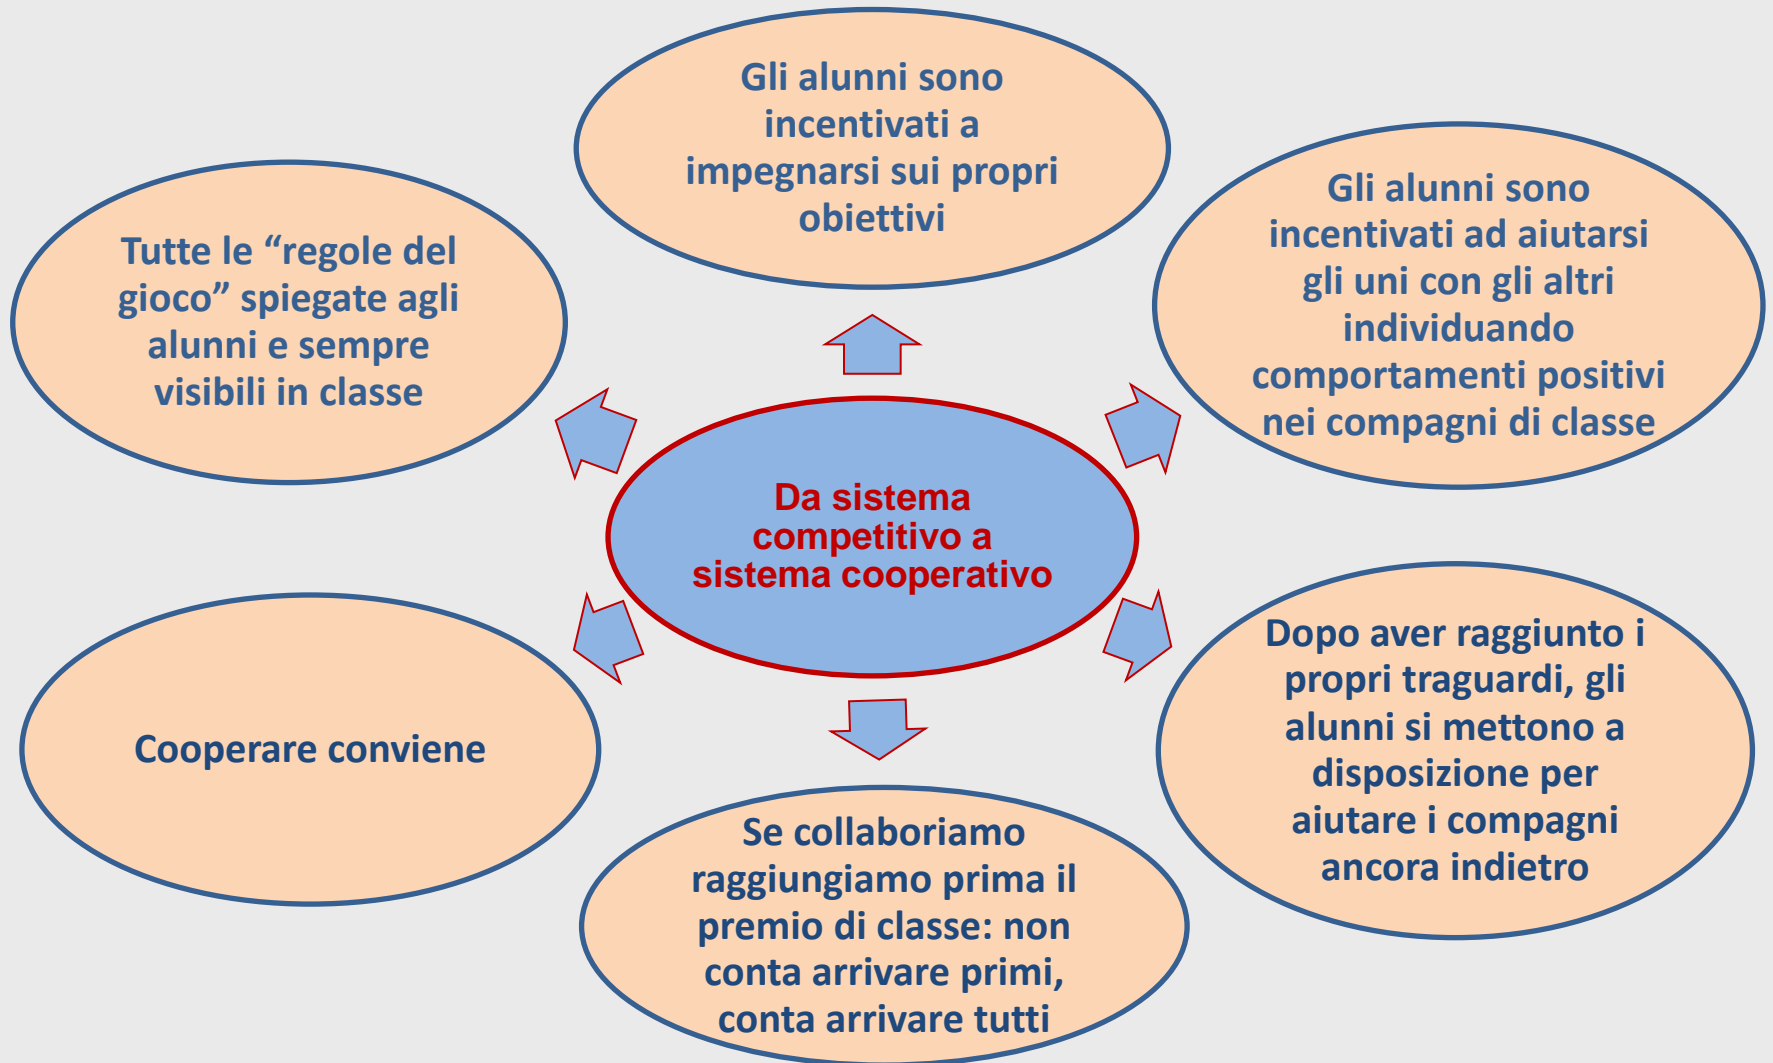 Gli alunni sono
incentivati a
impegnarsi sui propri
obiettivi
Tutte le “regole del
gioco” spiegate agli
alunni e sempre
visibili in classe
Gli alunni sono
incentivati ad aiutarsi
gli uni con gli altri
individuando
comportamenti positivi
nei compagni di classe
Da sistema
competitivo a
sistema cooperativo
Cooperare conviene
Dopo aver raggiunto i
propri traguardi, gli
alunni si mettono a
disposizione per
aiutare i compagni
ancora indietro
Se collaboriamo
raggiungiamo prima il
premio di classe: non
conta arrivare primi,
conta arrivare tutti